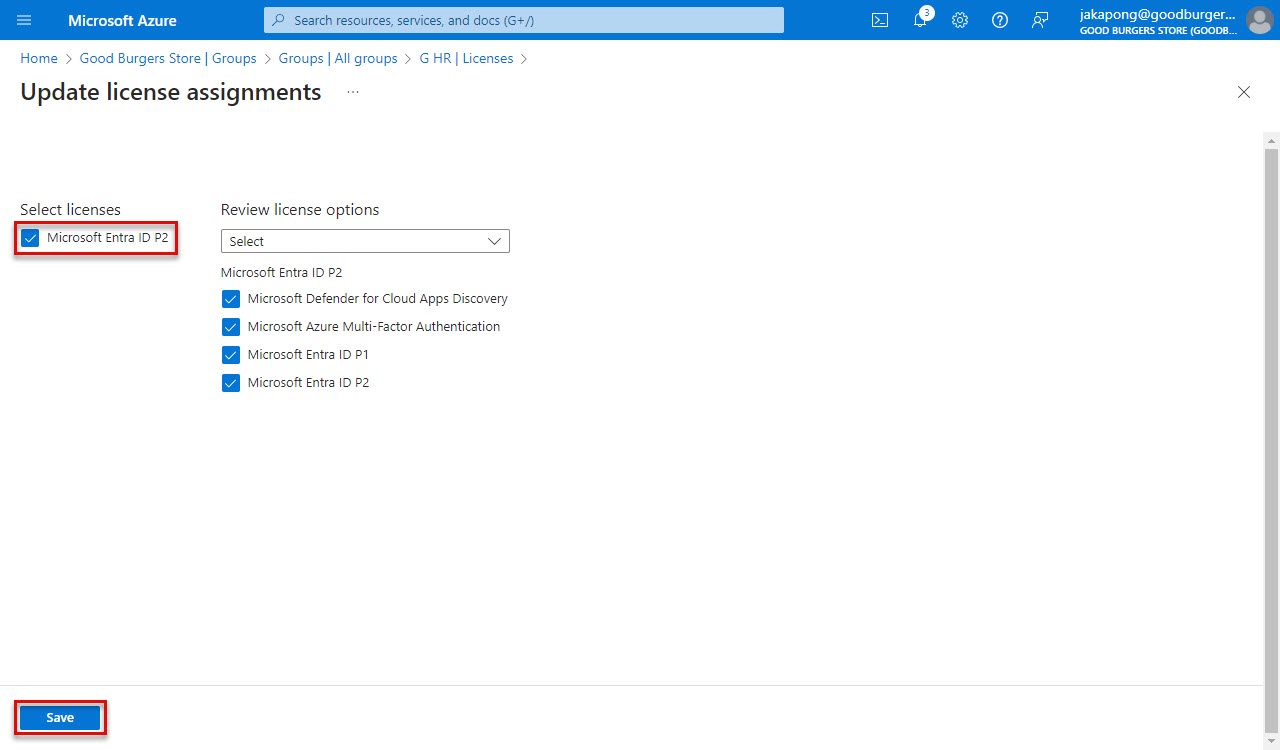 Microsoft Azure
Search resources, services, and docs (G+/)
3
jakapong@goodburger...
GOOD BURGERS STORE (GOODB...
Home > Good Burgers Store | Groups > Groups | All groups > G HR | Licenses >
Update license assignments ...
Select licenses
Microsoft Entra ID P2
Review license options
Select
Microsoft Entra ID P2
Microsoft Defender for Cloud Apps Discovery
Microsoft Azure Multi-Factor Authentication
Microsoft Entra ID P1
Microsoft Entra ID P2
Save